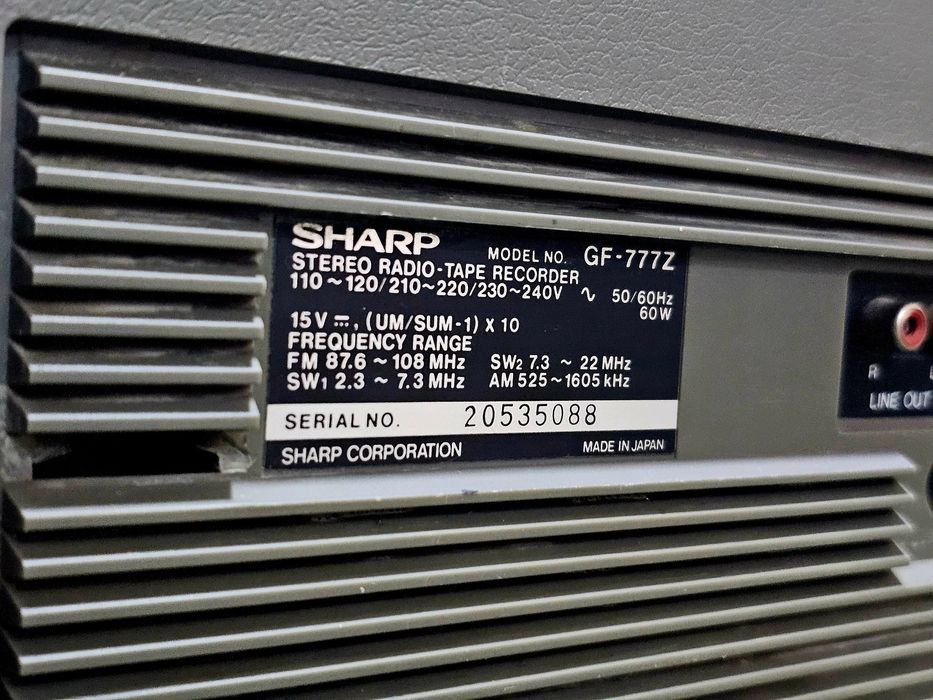 SHARP
MODEL NO. GF-777Z
STEREO RADIO-TAPE RECORDER
110~120/210~220/230~240V ∿ 50/60Hz
60W
15V ⎓, (UM/SUM-1) X 10
FREQUENCY RANGE
FM 87.6 ~ 108 MHz SW2 7.3 ~ 22 MHz
SW1 2.3 ~ 7.3 MHz AM 525~1605 kHz
SERIAL NO. 20535088
SHARP CORPORATION MADE IN JAPAN
R
LINE OUT